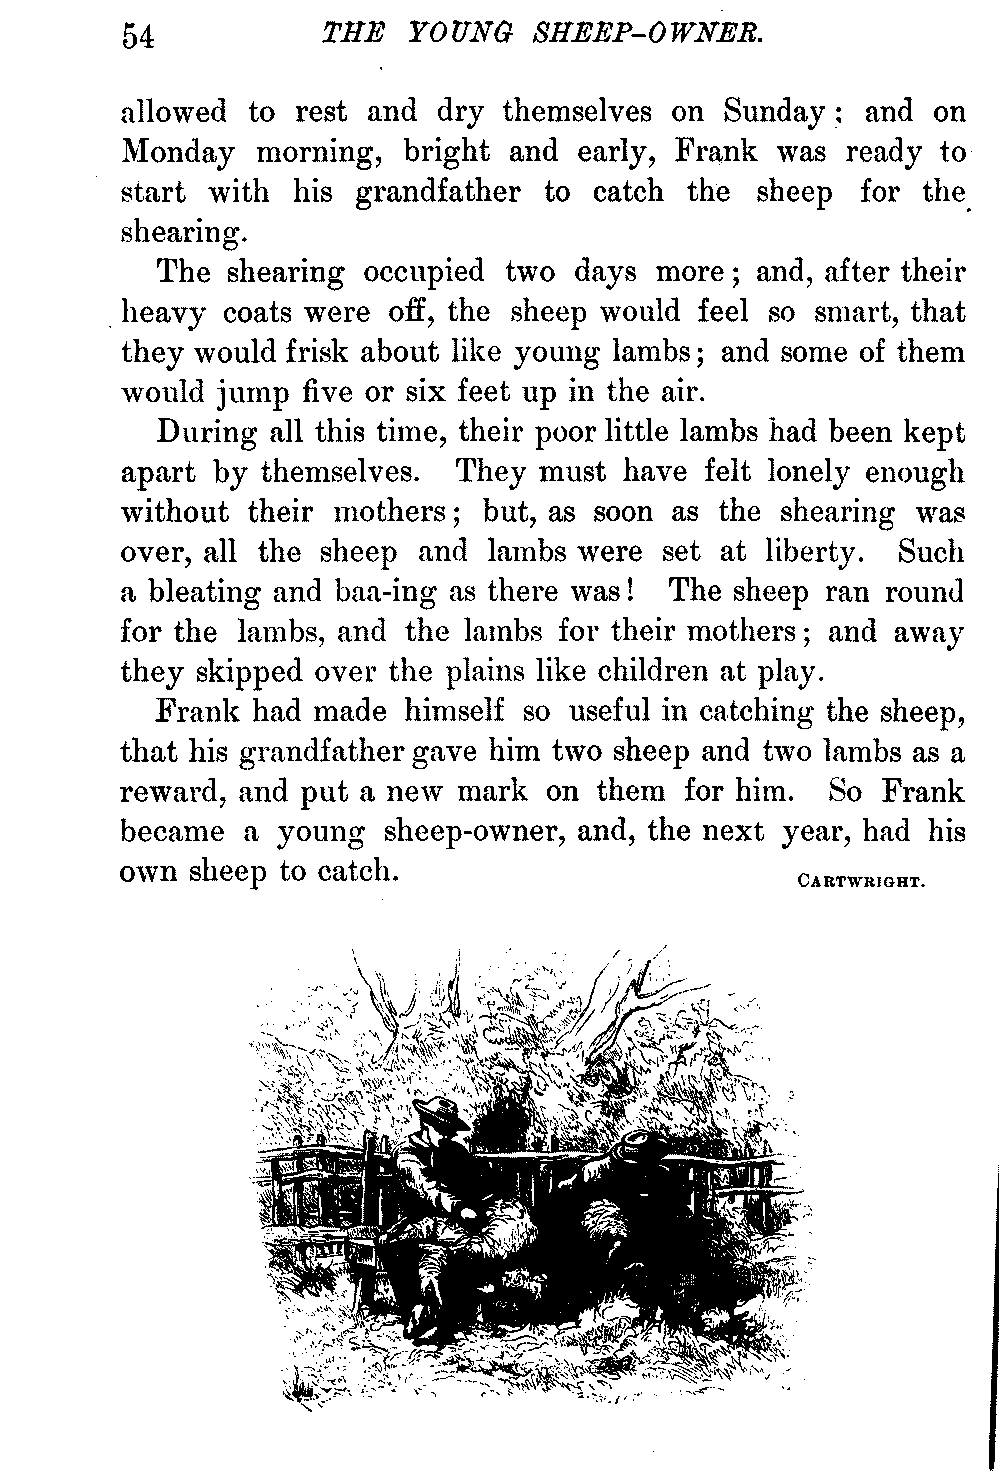 54 THE YOUNG SHEEP-OWNER.
allowed to rest and dry themselves on Sunday; and on
Monday morning, bright and early, Frank was ready to
start with his grandfather to catch the sheep for the
shearing.
The shearing occupied two days more; and, after their
heavy coats were off, the sheep would feel so smart, that
they would frisk about like young lambs; and some of them
would jump five or six feet up in the air.
During all this time, their poor little lambs had been kept
apart by themselves. They must have felt lonely enough
without their mothers; but, as soon as the shearing was
over, all the sheep and lambs were set at liberty. Such
a bleating and baa-ing as there was! The sheep ran round
for the lambs, and the lambs for their mothers; and away
they skipped over the plains like children at play.
Frank had made himself so useful in catching the sheep,
that his grandfather gave him two sheep and two lambs as a
reward, and put a new mark on them for him. So Frank
became a young sheep-owner, and, the next year, had his
own sheep to catch.
CARTWRIGHT.